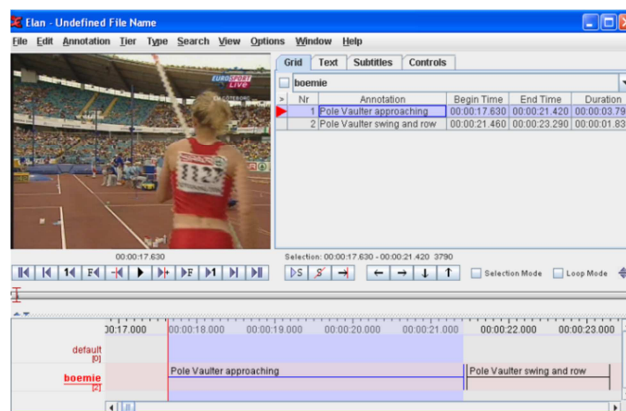 Elan - Undefined File Name
File Edit Annotation Tier Type Search View Options Window Help
Grid Text Subtitles Controls
EUROSPORT
LIVE
boemie
> Nr Annotation Begin Time End Time Duration
1 Pole Vaulter approaching 00:00:17.630 00:00:21.420 00:00:03.79
2 Pole Vaulter swing and row 00:00:21.460 00:00:23.290 00:00:01.83
00:00:17.630
Selection: 00:00:17.630 - 00:00:21.420 3790
1 F F 1 S S Selection Mode Loop Mode
00:17.000 00:00:18.000 00:00:19.000 00:00:20.000 00:00:21.000 00:00:22.000 00:00:23.000
default
[0]
Pole Vaulter approaching Pole Vaulter swing and row
boemie
[2]